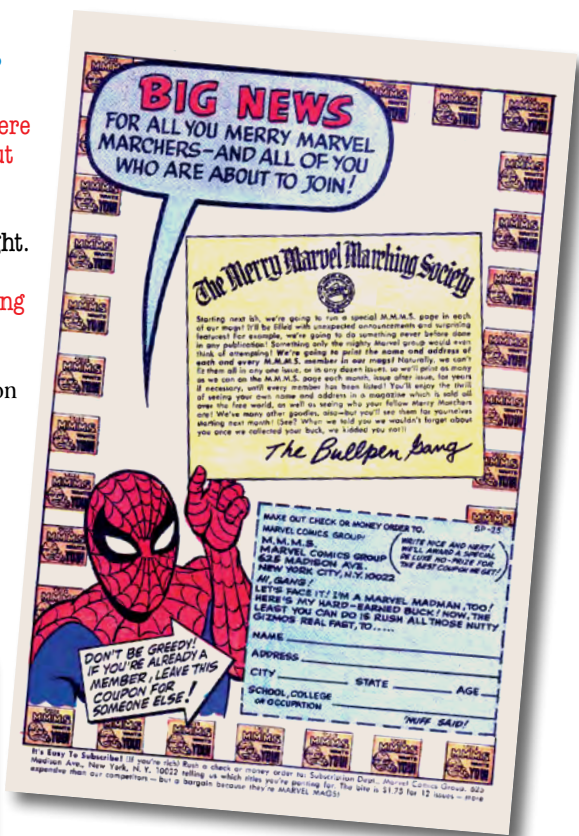 ere
ut
ht.
ng
on
BIG NEWS
FOR ALL YOU MERRY MARVEL
MARCHERS–AND ALL OF YOU
WHO ARE ABOUT TO JOIN!
The Merry Marvel Marching Society
Starting next ish, we're going to run a special M.M.M.S. page in each
of our mags! It'll be filled with unexpected announcements and surprising
features! For example, we're going to do something never before done
in any publication! Something only the mighty Marvel group would even
think of attempting! We're going to print the name and address of
each and every M.M.M.S. member in our mags! Naturally, we can't
fit them all in any one issue, or in any dozen issues, so we'll print as many
as we can on the M.M.M.S. page each month, issue after issue, for years
if necessary, until every member has been listed! You'll enjoy the thrill
of seeing your own name and address in a magazine which is sold all
over the free world, as well as seeing who your fellow Merry Marchers
are! We've many other goodies, also—but you'll see them for yourselves
starting next month! (See? When we told you we wouldn't forget about
you once we collected your buck, we kidded you not!)
The Bullpen Gang
MAKE OUT CHECK OR MONEY ORDER TO.
MARVEL COMICS GROUP!
SP-25
M.M.M.S.
MARVEL COMICS GROUP
625 MADISON AVE.
NEW YORK CITY, N.Y. 10022
(WRITE NICE AND NEAT!
WE'LL AWARD A SPECIAL
DE LUXE NO-PRIZE FOR
THE BEST COUPON WE GET!)
HI, GANG!
LET'S FACE IT! I'M A MARVEL MADMAN, TOO!
HERE'S MY HARD-EARNED BUCK! NOW, THE
LEAST YOU CAN DO IS RUSH ALL THOSE NUTTY
GIZMOS REAL FAST, TO.....
NAME
ADDRESS
CITY STATE AGE
SCHOOL, COLLEGE
OR OCCUPATION
'NUFF SAID!
DON'T BE GREEDY!
IF YOU'RE ALREADY A
MEMBER, LEAVE THIS
COUPON FOR
SOMEONE ELSE!
It's Easy To Subscribe! (If you're rich) Rush a check or money order to: Subscription Dept., Marvel Comics Group, 625
Madison Ave., New York, N. Y. 10022 telling us which titles you're panting for. The bite is $1.75 for 12 issues — more
expensive than our competitors — but a bargain because they're MARVEL MAGS!